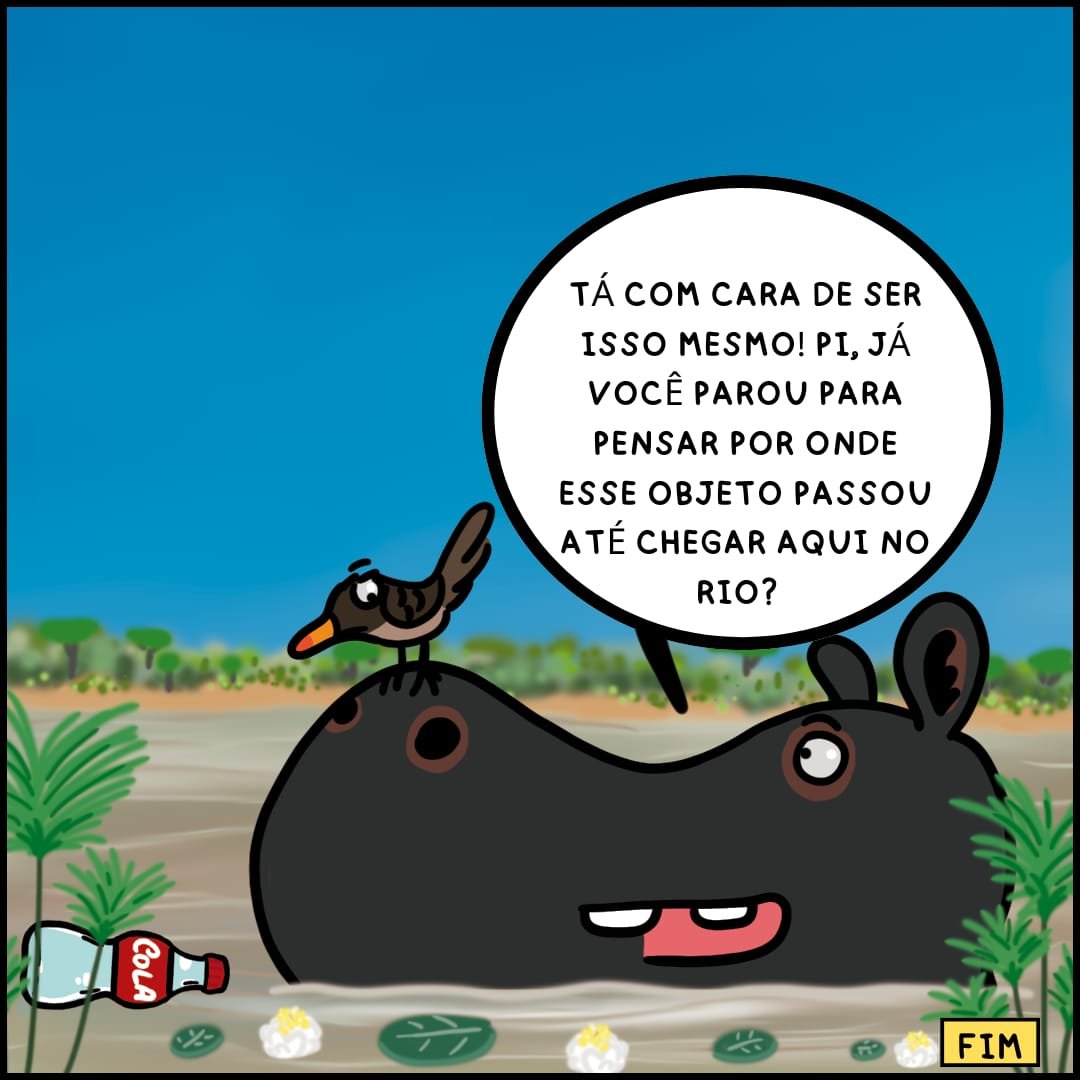 TÁ COM CARA DE SER
ISSO MESMO! PI, JÁ
VOCÊ PAROU PARA
PENSAR POR ONDE
ESSE OBJETO PASSOU
ATÉ CHEGAR AQUI NO
RIO?
COLA
FIM